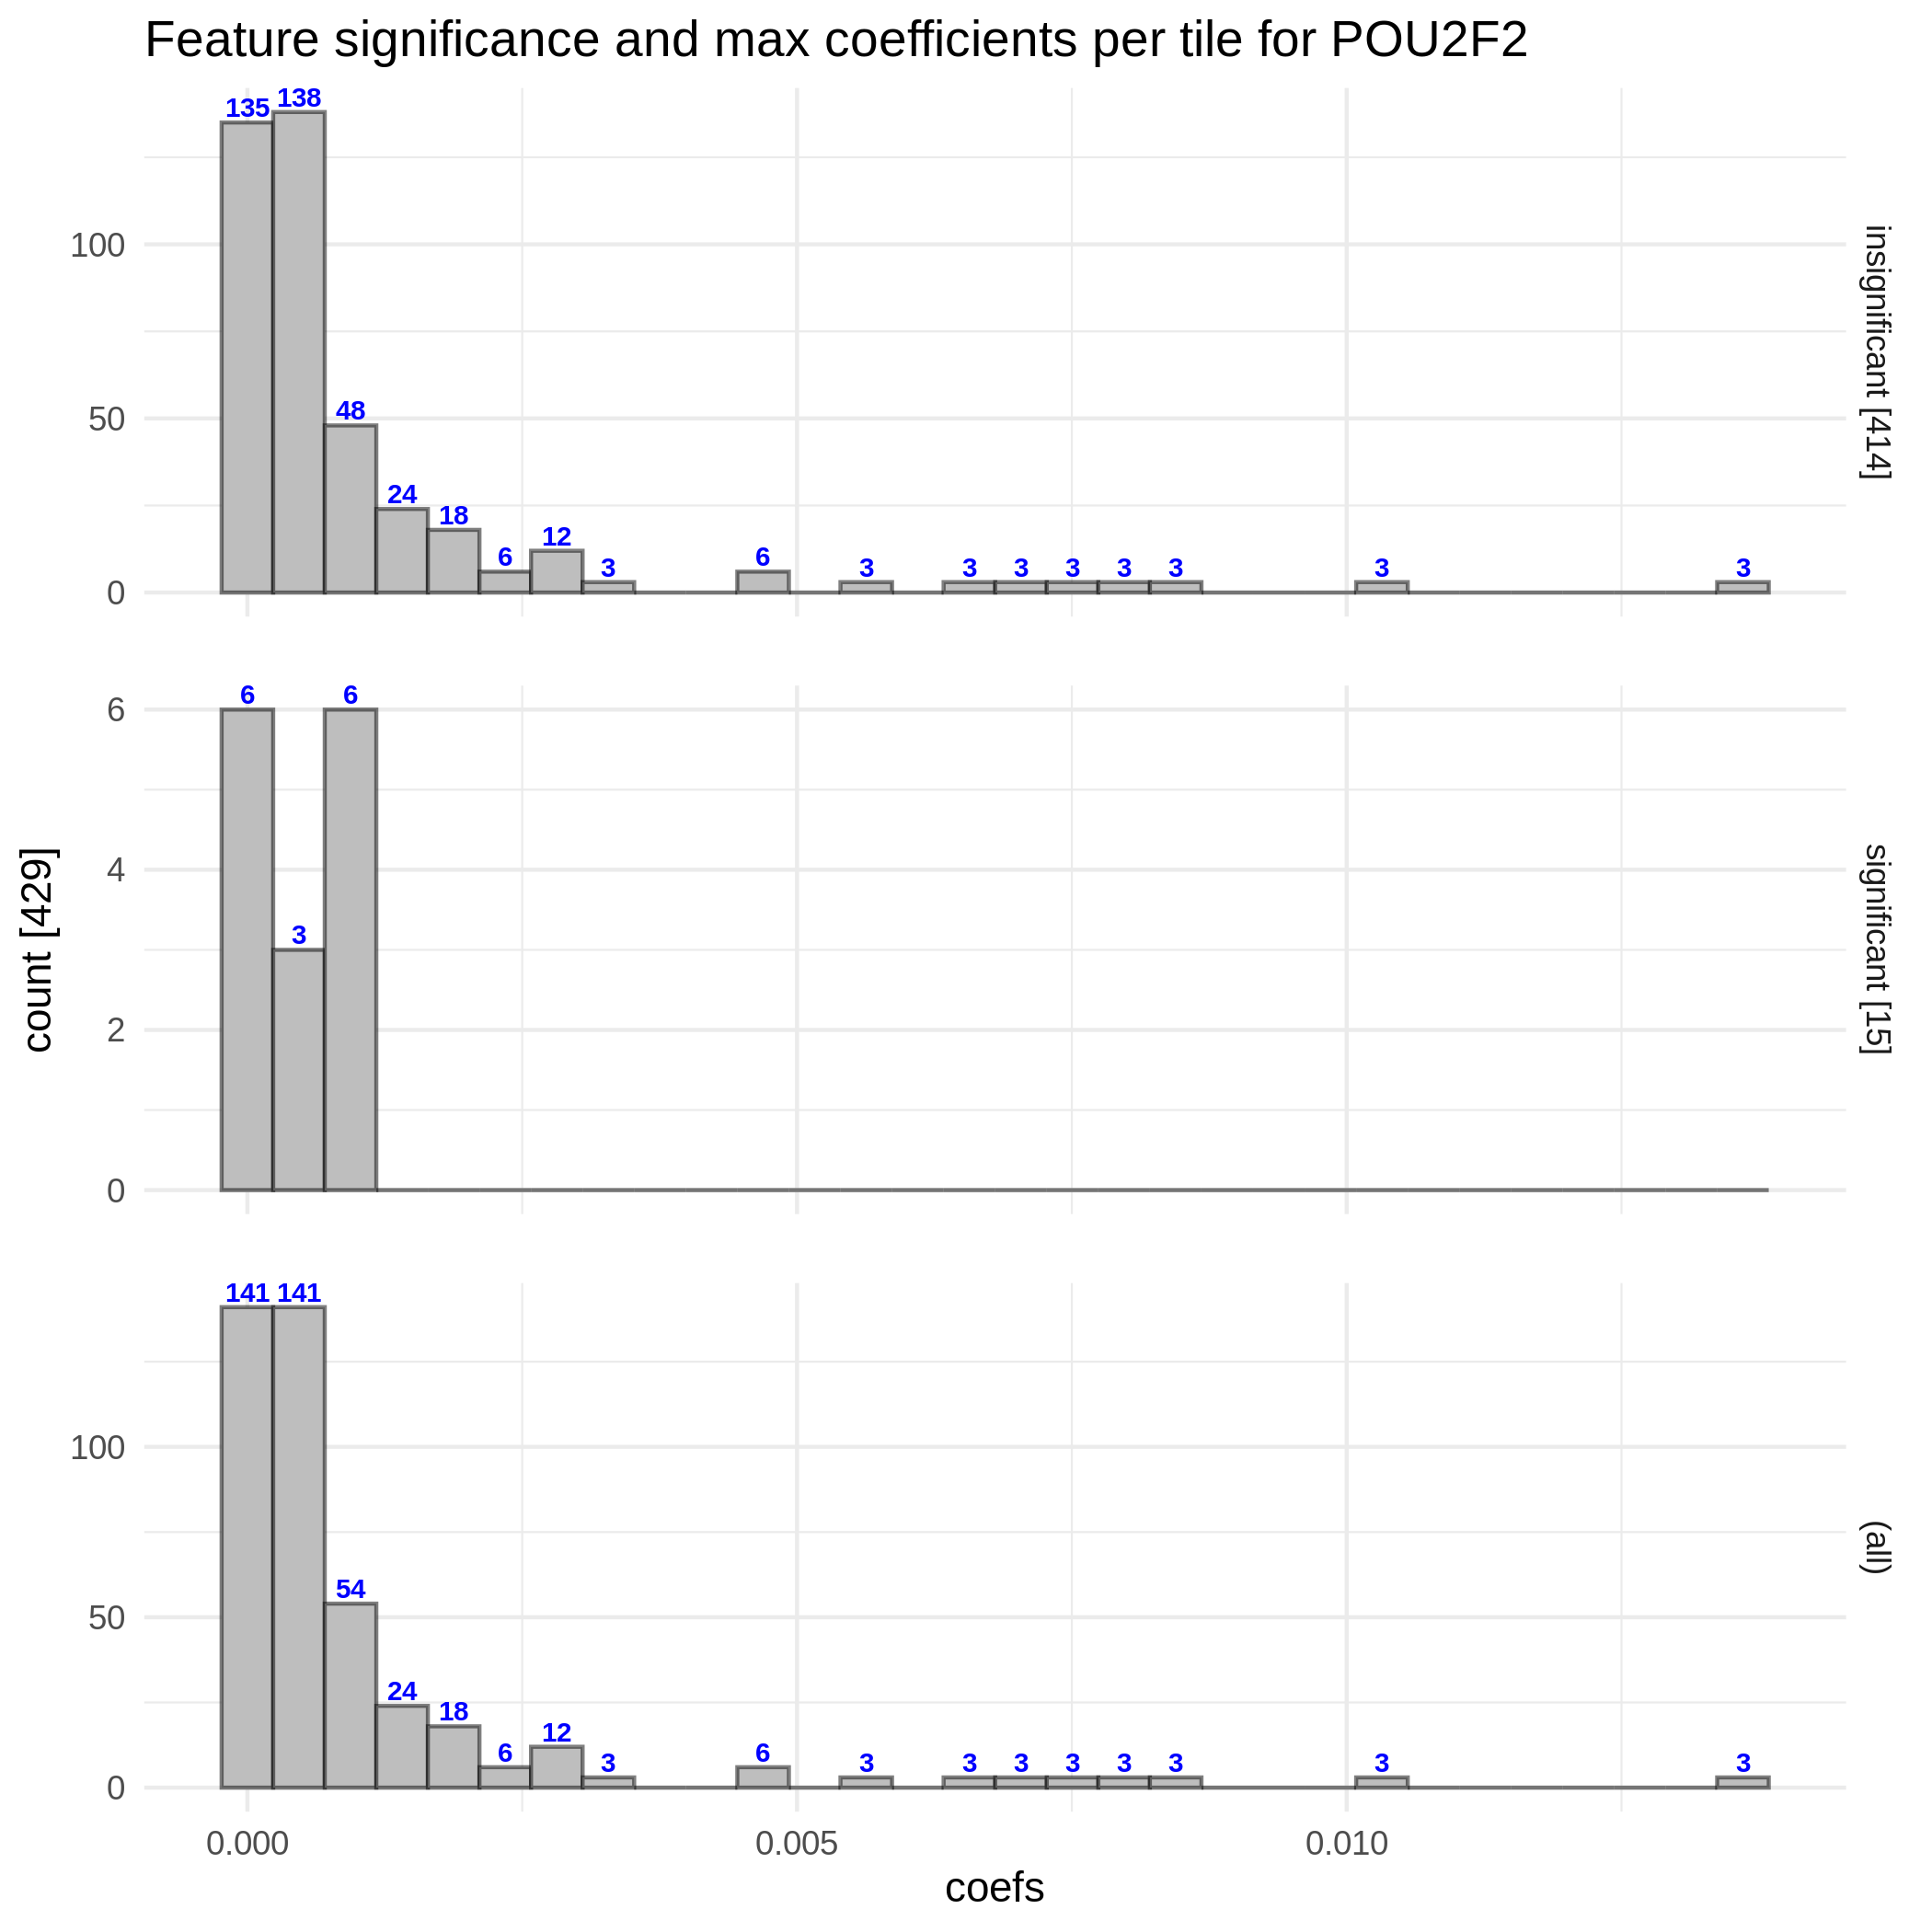 Feature significance and max coefficients per tile for POU2F2
135 138 48 24 18 6 12 3 6 3 3 3 3 3 3 3 3
100
50
0
insignificant [414]
6 3 6
6
4
2
0
significant [15]
count [429]
141 141 54 24 18 6 12 3 6 3 3 3 3 3 3 3 3
100
50
0
(all)
0.000 0.005 0.010
coefs